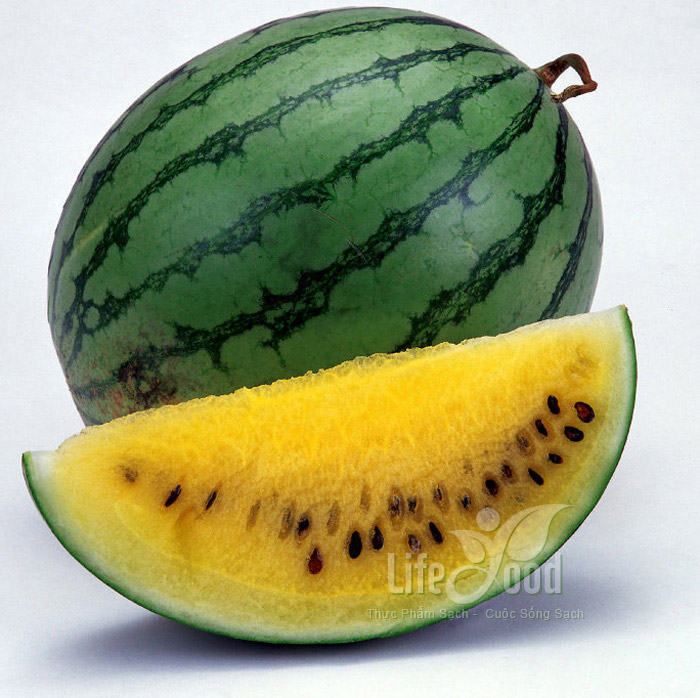 LifeFood
Thực Phẩm Sạch - Cuộc Sống Sạch